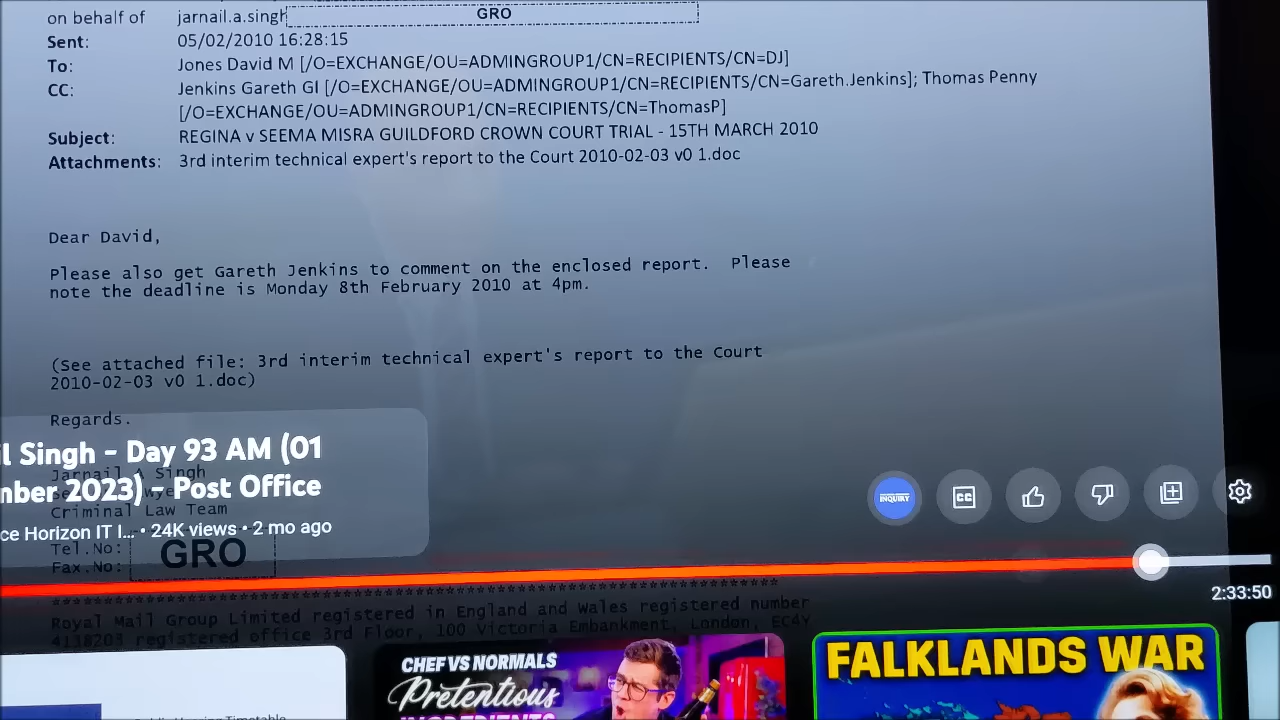 on behalf of jarnail.a.singh GRO
Sent: 05/02/2010 16:28:15
To: Jones David M [/O=EXCHANGE/OU=ADMINGROUP1/CN=RECIPIENTS/CN=DJ]
CC: Jenkins Gareth GI [/O=EXCHANGE/OU=ADMINGROUP1/CN=RECIPIENTS/CN=Gareth.Jenkins]; Thomas Penny
[/O=EXCHANGE/OU=ADMINGROUP1/CN=RECIPIENTS/CN=ThomasP]
Subject: REGINA v SEEMA MISRA GUILDFORD CROWN COURT TRIAL - 15TH MARCH 2010
Attachments: 3rd interim technical expert's report to the Court 2010-02-03 v0 1.doc
Dear David,
Please also get Gareth Jenkins to comment on the enclosed report. Please
note the deadline is Monday 8th February 2010 at 4pm.
(See attached file: 3rd interim technical expert's report to the Court
2010-02-03 v0 1.doc)
Regards.
il Singh - Day 93 AM (01
Jarnail A Singh
mber 2023) - Post Office
Criminal Law Team
ce Horizon IT I... • 24K views • 2 mo ago
Tel.No:
Fax.No: GRO
INQUIRY
CC
2:33:50
Royal Mail Group Limited registered in England and Wales registered number
4138203 registered office 3rd Floor, 100 Victoria Embankment, London, EC4Y
CHEF VS NORMALS
Pretentious
INGREDIENTS
FALKLANDS WAR